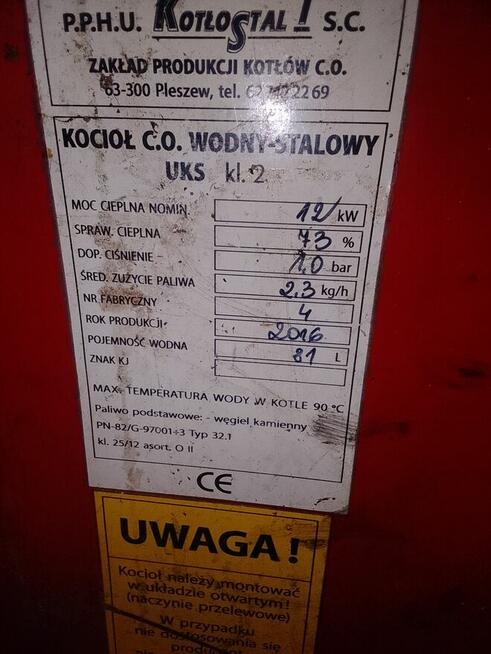 P.P.H.U. KOTŁOSTAL 1 S.C.
ZAKŁAD PRODUKCJI KOTŁÓW C.O.
63-300 Pleszew, tel. 62 22 69
KOCIOŁ C.O. WODNY-STALOWY
UKS kl. 2
MOC CIEPLNA NOMIN. 12 kW
SPRAW. CIEPLNA 73 %
DOP. CIŚNIENIE 1,0 bar
ŚRED. ZUŻYCIE PALIWA 2,3 kg/h
NR FABRYCZNY 4
ROK PRODUKCJI 2016
POJEMNOŚĆ WODNA 81 L
ZNAK KJ
MAX. TEMPERATURA WODY W KOTLE 90 °C
Paliwo podstawowe: - węgiel kamienny
PN-82/G-97001÷3 Typ 32.1
kl. 25/12 asort. O II
CE
UWAGA !
Kocioł należy montować
w układzie otwartym !
(naczynie przelewowe)
W przypadku
nie dostosowania się